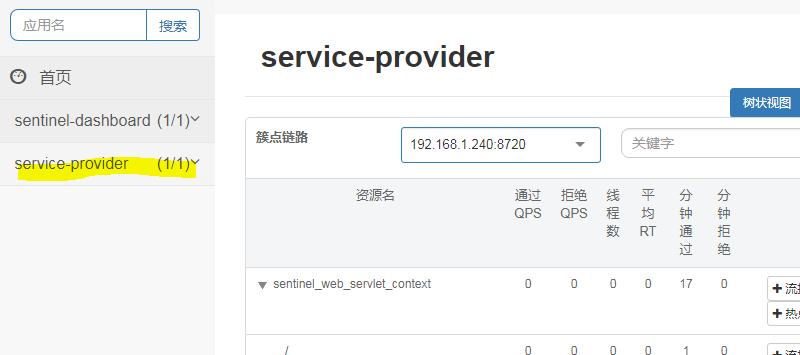 应用名 搜索
首页
sentinel-dashboard (1/1)
service-provider (1/1)
service-provider
树状视图
簇点链路 192.168.1.240:8720 关键字
资源名 通过QPS 拒绝QPS 线程数 平均RT 分钟通过 分钟拒绝
sentinel_web_servlet_context 0 0 0 0 17 0 + 流
+ 热
/ 0 0 0 0 1 0